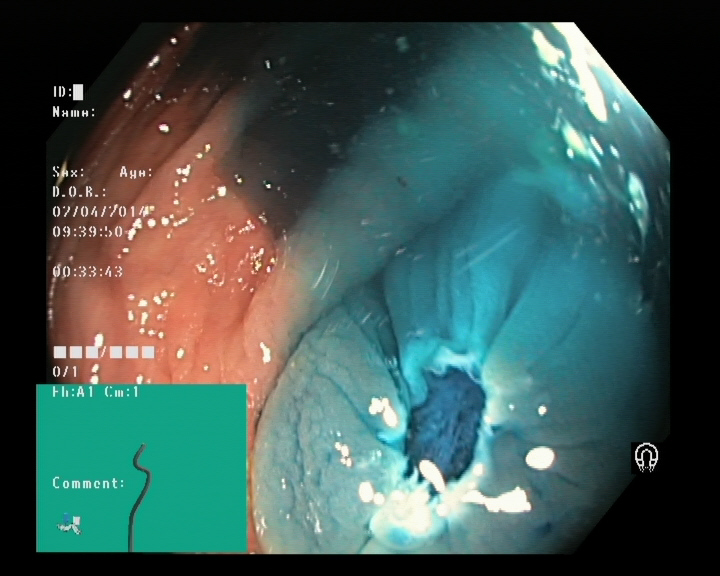 ID:
Name:
Sex: Age:
D.O.B.:
02/04/2014
09:39:50
00:33:43
0/1
Eh:A1 Cm:1
Comment: